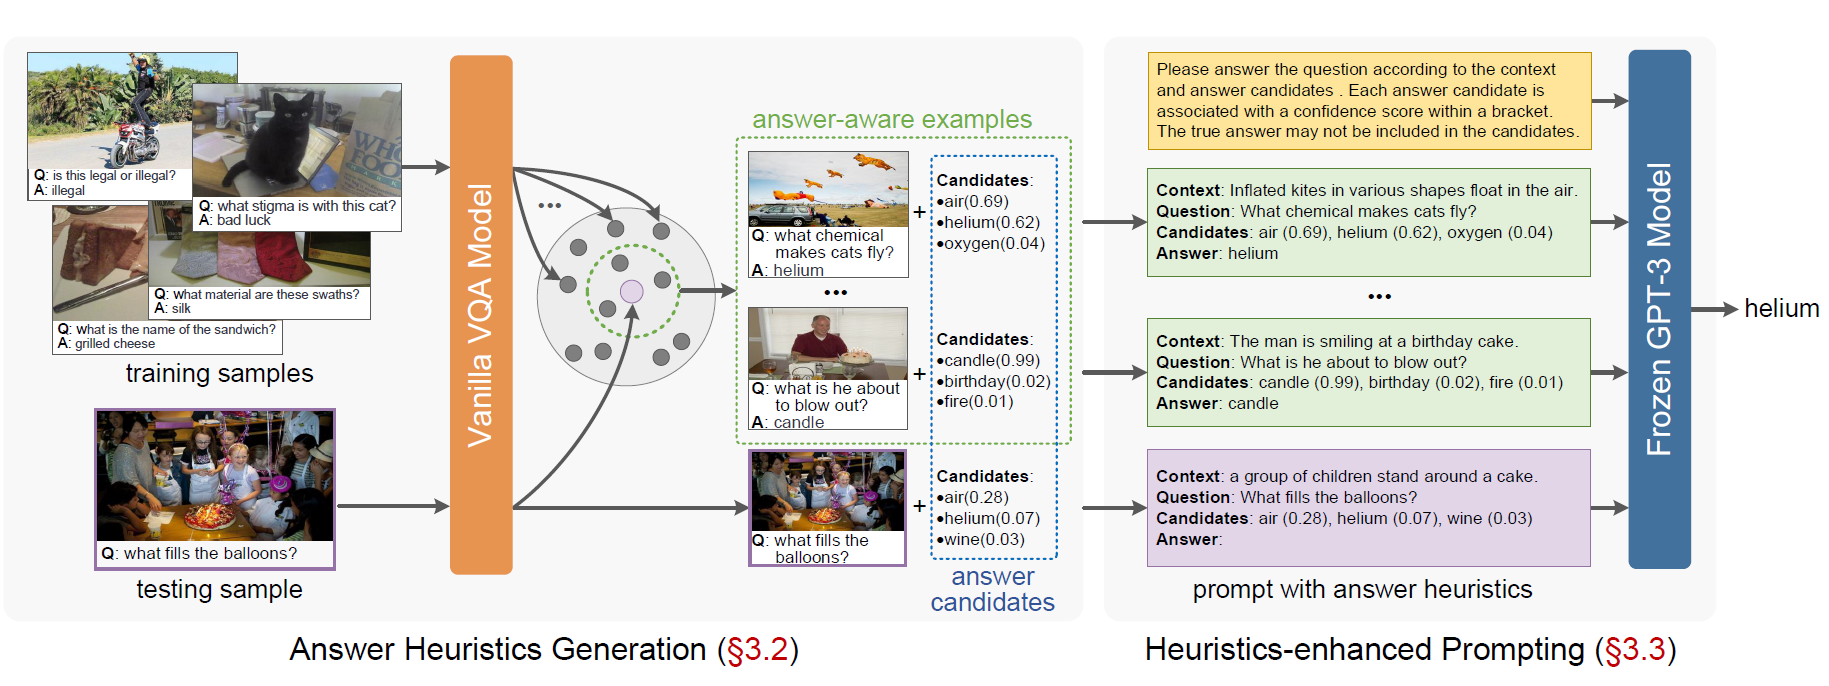 Q: is this legal or illegal?
A: illegal
Q: what stigma is with this cat?
A: bad luck
Q: what material are these swaths?
A: silk
Q: what is the name of the sandwich?
A: grilled cheese
training samples
Q: what fills the balloons?
testing sample
Vanilla VQA Model
•••
answer-aware examples
Q: what chemical
makes cats fly?
A: helium
+
Candidates:
•air(0.69)
•helium(0.62)
•oxygen(0.04)
•••
Q: what is he about
to blow out?
A: candle
+
Candidates:
•candle(0.99)
•birthday(0.02)
•fire(0.01)
Q: what fills the
balloons?
+
Candidates:
•air(0.28)
•helium(0.07)
•wine(0.03)
answer
candidates
Answer Heuristics Generation (§3.2)
Please answer the question according to the context
and answer candidates . Each answer candidate is
associated with a confidence score within a bracket.
The true answer may not be included in the candidates.
Context: Inflated kites in various shapes float in the air.
Question: What chemical makes cats fly?
Candidates: air (0.69), helium (0.62), oxygen (0.04)
Answer: helium
•••
Context: The man is smiling at a birthday cake.
Question: What is he about to blow out?
Candidates: candle (0.99), birthday (0.02), fire (0.01)
Answer: candle
Context: a group of children stand around a cake.
Question: What fills the balloons?
Candidates: air (0.28), helium (0.07), wine (0.03)
Answer:
prompt with answer heuristics
Frozen GPT-3 Model
helium
Heuristics-enhanced Prompting (§3.3)